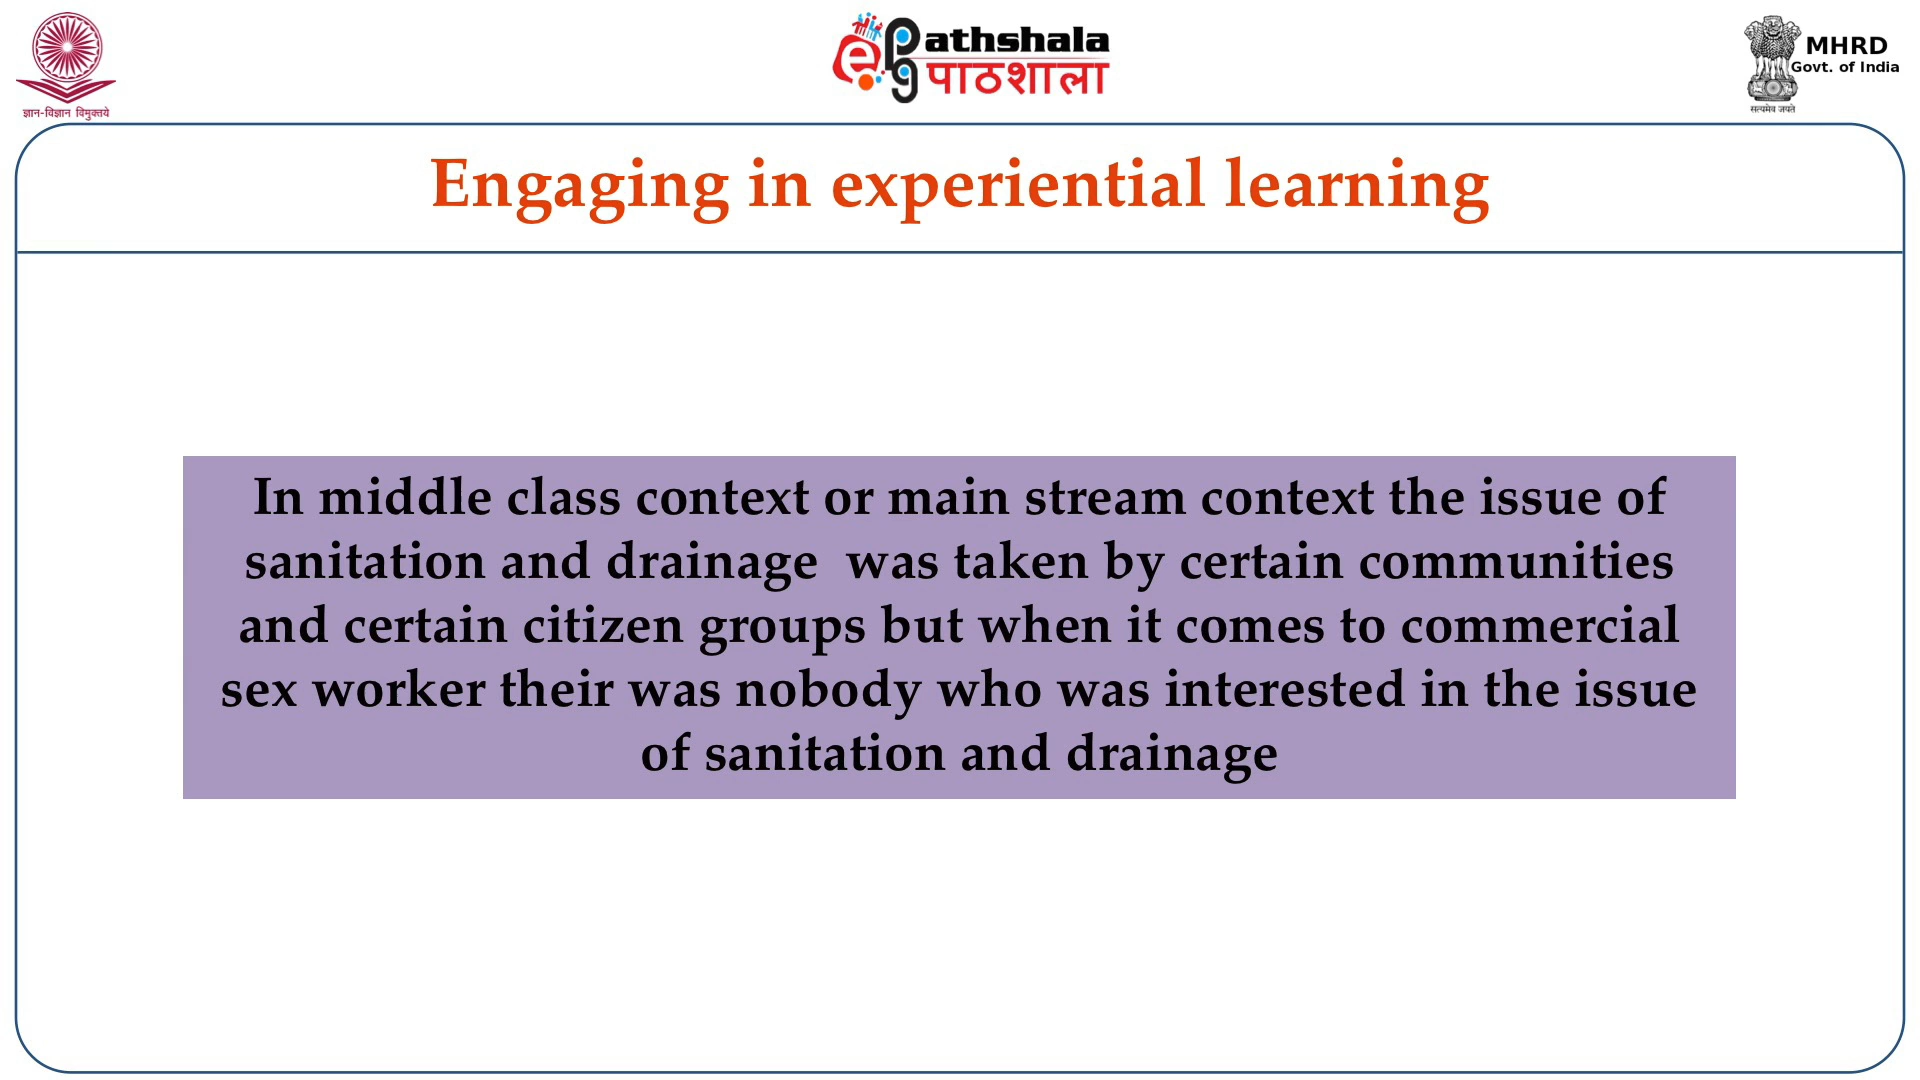 ज्ञान-विज्ञान विमुक्तये
ePG Pathshala
पाठशाला
MHRD
Govt. of India
सत्यमेव जयते
Engaging in experiential learning
In middle class context or main stream context the issue of
sanitation and drainage  was taken by certain communities
and certain citizen groups but when it comes to commercial
sex worker their was nobody who was interested in the issue
of sanitation and drainage